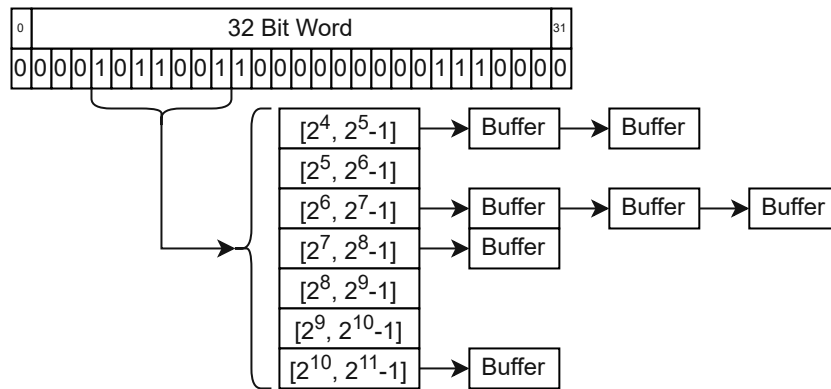 0 32 Bit Word 31
0 0 0 0 1 0 1 1 0 0 1 1 0 0 0 0 0 0 0 0 0 1 1 1 0 0 0 0
[2⁴, 2⁵-1] Buffer Buffer
[2⁵, 2⁶-1]
[2⁶, 2⁷-1] Buffer Buffer Buffer
[2⁷, 2⁸-1] Buffer
[2⁸, 2⁹-1]
[2⁹, 2¹⁰-1]
[2¹⁰, 2¹¹-1] Buffer